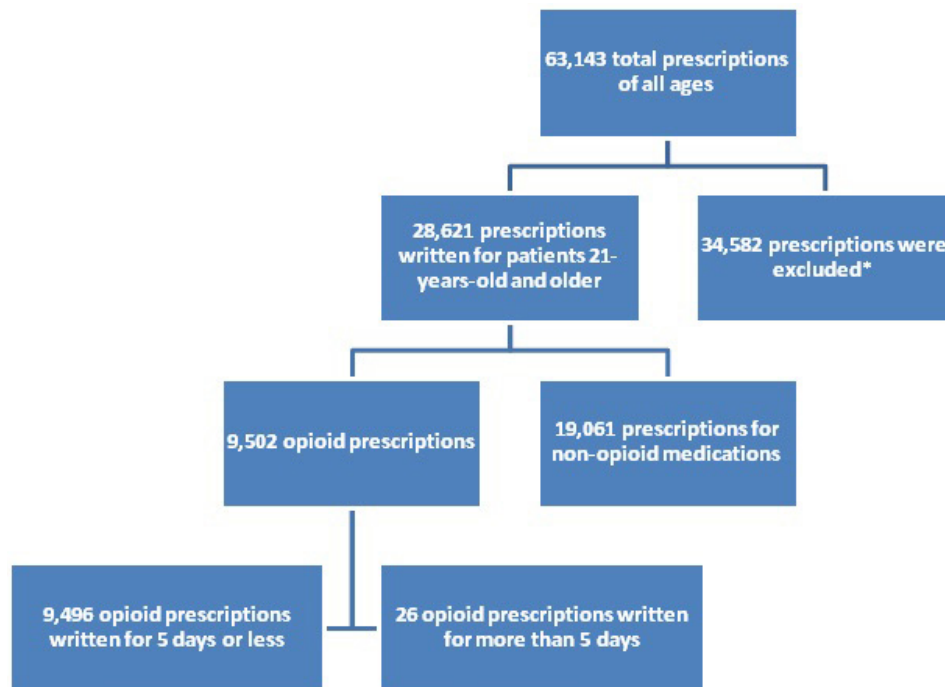 63,143 total prescriptions
of all ages
28,621 prescriptions
written for patients 21-
years-old and older
34,582 prescriptions were
excluded*
9,502 opioid prescriptions
19,061 prescriptions for
non-opioid medications
9,496 opioid prescriptions
written for 5 days or less
26 opioid prescriptions written
for more than 5 days